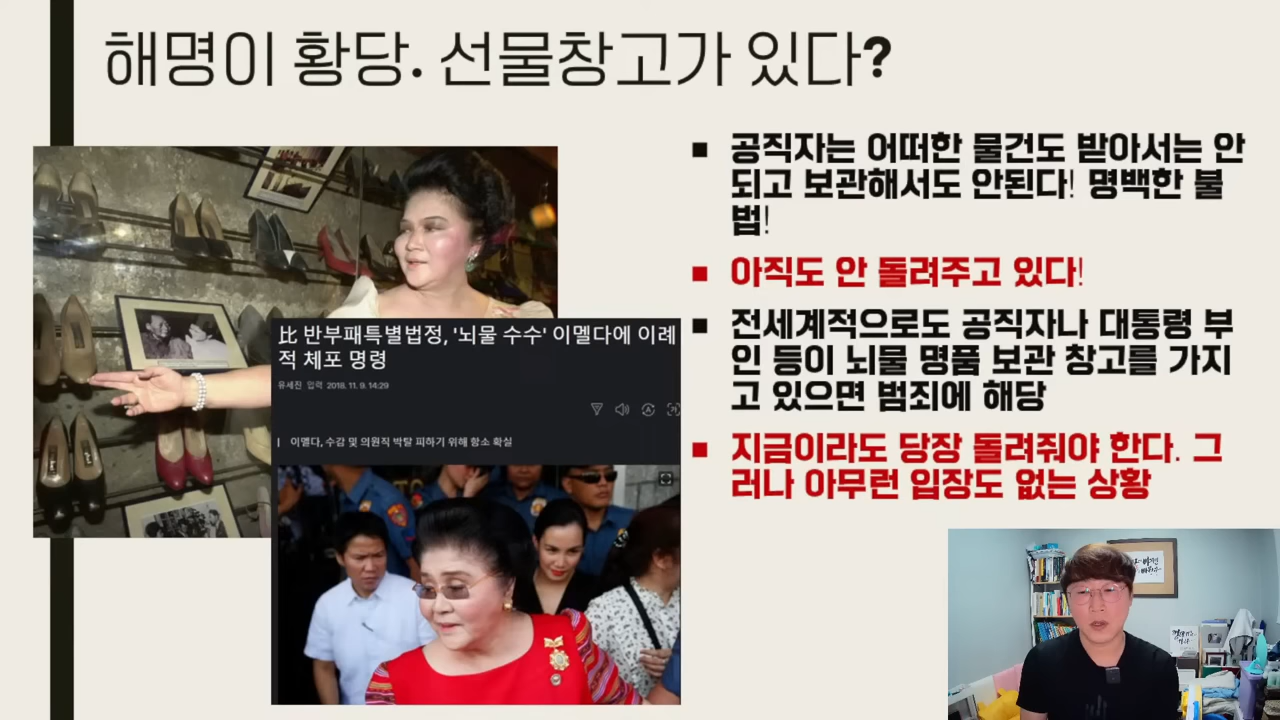 해명이 황당. 선물창고가 있다?
■ 공직자는 어떠한 물건도 받아서는 안
되고 보관해서도 안된다! 명백한 불
법!
■ 아직도 안 돌려주고 있다!
■ 전세계적으로도 공직자나 대통령 부
인 등이 뇌물 명품 보관 창고를 가지
고 있으면 범죄에 해당
■ 지금이라도 당장 돌려줘야 한다. 그
러나 아무런 입장도 없는 상황
比 반부패특별법정, '뇌물 수수' 이멜다에 이례
적 체포 명령
유세진 입력 2018. 11. 9. 14:29
이멜다, 수감 및 의원직 박탈 피하기 위해 항소 확실